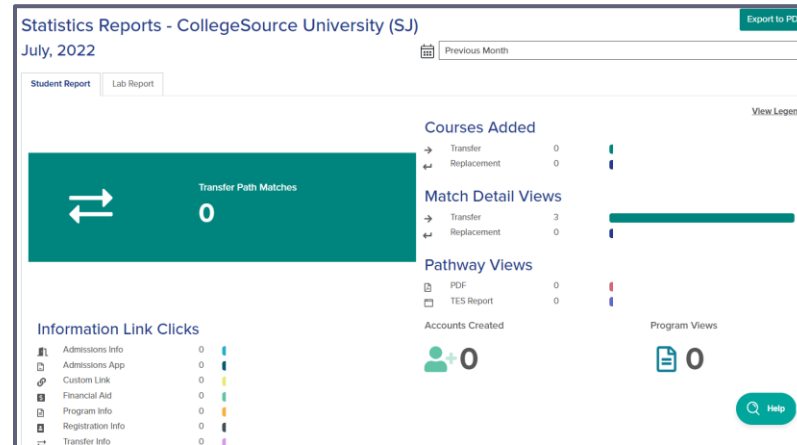 Statistics Reports - CollegeSource University (SJ)
Export to PD
July, 2022
Previous Month
Student Report
Lab Report
View Legen
Transfer Path Matches
0
Courses Added
Transfer 0
Replacement 0
Match Detail Views
Transfer 3
Replacement 0
Pathway Views
PDF 0
TES Report 0
Information Link Clicks
Admissions Info 0
Admissions App 0
Custom Link 0
Financial Aid 0
Program Info 0
Registration Info 0
Transfer Info 0
Accounts Created
0
Program Views
0
Help